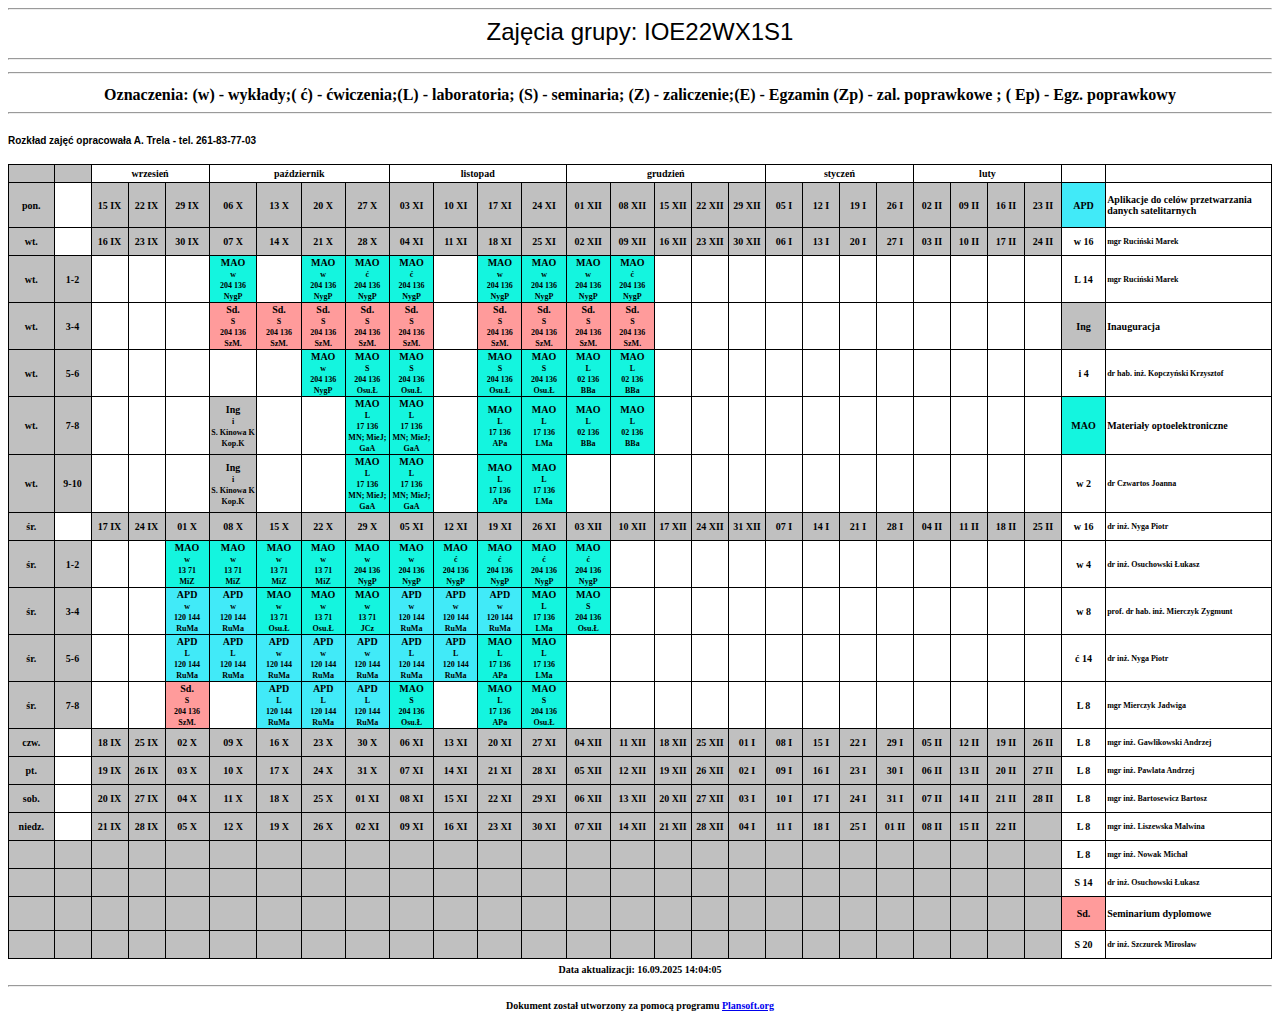 Zajęcia grupy: IOE22WX1S1
Oznaczenia: (w) - wykłady;( ć) - ćwiczenia;(L) - laboratoria; (S) - seminaria; (Z) - zaliczenie;(E) - Egzamin (Zp) - zal. poprawkowe ; ( Ep) - Egz. poprawkowy
Rozkład zajęć opracowała A. Trela - tel. 261-83-77-03
wrzesień październik listopad grudzień styczeń luty
pon. 15 IX 22 IX 29 IX 06 X 13 X 20 X 27 X 03 XI 10 XI 17 XI 24 XI 01 XII 08 XII 15 XII 22 XII 29 XII 05 I 12 I 19 I 26 I 02 II 09 II 16 II 23 II APD Aplikacje do celów przetwarzania danych satelitarnych
wt. 16 IX 23 IX 30 IX 07 X 14 X 21 X 28 X 04 XI 11 XI 18 XI 25 XI 02 XII 09 XII 16 XII 23 XII 30 XII 06 I 13 I 20 I 27 I 03 II 10 II 17 II 24 II w 16 mgr Ruciński Marek
MAO MAO MAO MAO MAO MAO MAO MAO
w w ć ć w w w ć
wt. 1-2 204 136 204 136 204 136 204 136 204 136 204 136 204 136 204 136 L 14 mgr Ruciński Marek
NygP NygP NygP NygP NygP NygP NygP NygP
Sd. Sd. Sd. Sd. Sd. Sd. Sd. Sd. Sd.
S S S S S S S S S
wt. 3-4 204 136 204 136 204 136 204 136 204 136 204 136 204 136 204 136 204 136 Ing Inauguracja
SzM. SzM. SzM. SzM. SzM. SzM. SzM. SzM. SzM.
MAO MAO MAO MAO MAO MAO MAO
w S S S S L L
wt. 5-6 204 136 204 136 204 136 204 136 204 136 02 136 02 136 i 4 dr hab. inż. Kopczyński Krzysztof
NygP Osu.Ł Osu.Ł Osu.Ł Osu.Ł BBa BBa
Ing MAO MAO MAO MAO MAO MAO
i L L L L L L
wt. 7-8 S. Kinowa K 17 136 17 136 17 136 17 136 02 136 02 136 MAO Materiały optoelektroniczne
Kop.K MN; MieJ; GaA MN; MieJ; GaA APa LMa BBa BBa
Ing MAO MAO MAO MAO
i L L L L
wt. 9-10 S. Kinowa K 17 136 17 136 17 136 17 136 w 2 dr Czwartos Joanna
Kop.K MN; MieJ; GaA MN; MieJ; GaA APa LMa
śr. 17 IX 24 IX 01 X 08 X 15 X 22 X 29 X 05 XI 12 XI 19 XI 26 XI 03 XII 10 XII 17 XII 24 XII 31 XII 07 I 14 I 21 I 28 I 04 II 11 II 18 II 25 II w 16 dr inż. Nyga Piotr
MAO MAO MAO MAO MAO MAO MAO MAO MAO MAO
w w w w w w ć ć ć ć
śr. 1-2 13 71 13 71 13 71 13 71 204 136 204 136 204 136 204 136 204 136 204 136 w 4 dr inż. Osuchowski Łukasz
MiZ MiZ MiZ MiZ NygP NygP NygP NygP NygP NygP
APD APD MAO MAO MAO APD APD APD MAO MAO
w w w w w w w w L S
śr. 3-4 120 144 120 144 13 71 13 71 13 71 120 144 120 144 120 144 17 136 204 136 w 8 prof. dr hab. inż. Mierczyk Zygmunt
RuMa RuMa Osu.Ł Osu.Ł JCz RuMa RuMa RuMa LMa Osu.Ł
APD APD APD APD APD APD APD MAO MAO
L L w w w L L L L
śr. 5-6 120 144 120 144 120 144 120 144 120 144 120 144 120 144 17 136 17 136 ć 14 dr inż. Nyga Piotr
RuMa RuMa RuMa RuMa RuMa RuMa RuMa APa LMa
Sd. APD APD APD MAO MAO MAO
S L L L S L S
śr. 7-8 204 136 120 144 120 144 120 144 204 136 17 136 204 136 L 8 mgr Mierczyk Jadwiga
SzM. RuMa RuMa RuMa Osu.Ł APa Osu.Ł
czw. 18 IX 25 IX 02 X 09 X 16 X 23 X 30 X 06 XI 13 XI 20 XI 27 XI 04 XII 11 XII 18 XII 25 XII 01 I 08 I 15 I 22 I 29 I 05 II 12 II 19 II 26 II L 8 mgr inż. Gawlikowski Andrzej
pt. 19 IX 26 IX 03 X 10 X 17 X 24 X 31 X 07 XI 14 XI 21 XI 28 XI 05 XII 12 XII 19 XII 26 XII 02 I 09 I 16 I 23 I 30 I 06 II 13 II 20 II 27 II L 8 mgr inż. Pawlata Andrzej
sob. 20 IX 27 IX 04 X 11 X 18 X 25 X 01 XI 08 XI 15 XI 22 XI 29 XI 06 XII 13 XII 20 XII 27 XII 03 I 10 I 17 I 24 I 31 I 07 II 14 II 21 II 28 II L 8 mgr inż. Bartosewicz Bartosz
niedz. 21 IX 28 IX 05 X 12 X 19 X 26 X 02 XI 09 XI 16 XI 23 XI 30 XI 07 XII 14 XII 21 XII 28 XII 04 I 11 I 18 I 25 I 01 II 08 II 15 II 22 II L 8 mgr inż. Liszewska Malwina
L 8 mgr inż. Nowak Michał
S 14 dr inż. Osuchowski Łukasz
Sd. Seminarium dyplomowe
S 20 dr inż. Szczurek Mirosław
Data aktualizacji: 16.09.2025 14:04:05
Dokument został utworzony za pomocą programu Plansoft.org